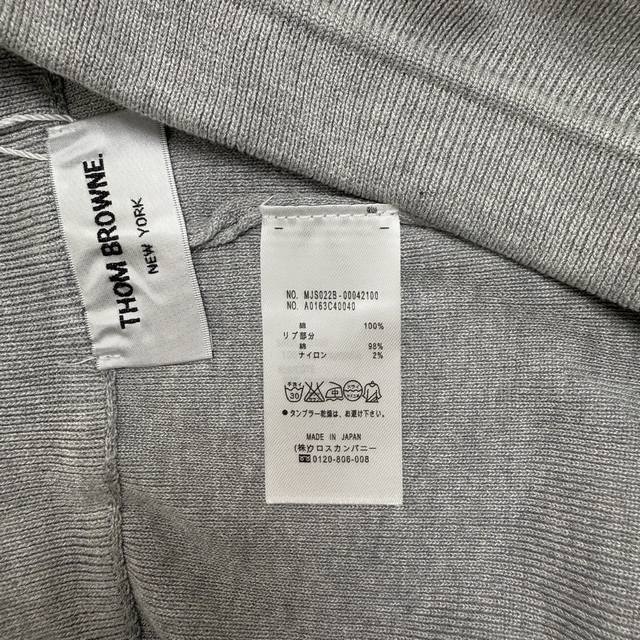 THOM BROWNE.
NEW YORK
NO. MJS022B-00042100
NO. A0163C40040
綿 100%
リブ部分
綿 98%
ナイロン 2%
30
●タンブラー乾燥は、お避け下さい。
MADE IN JAPAN
(株)クロスカンパニー
0120-806-008